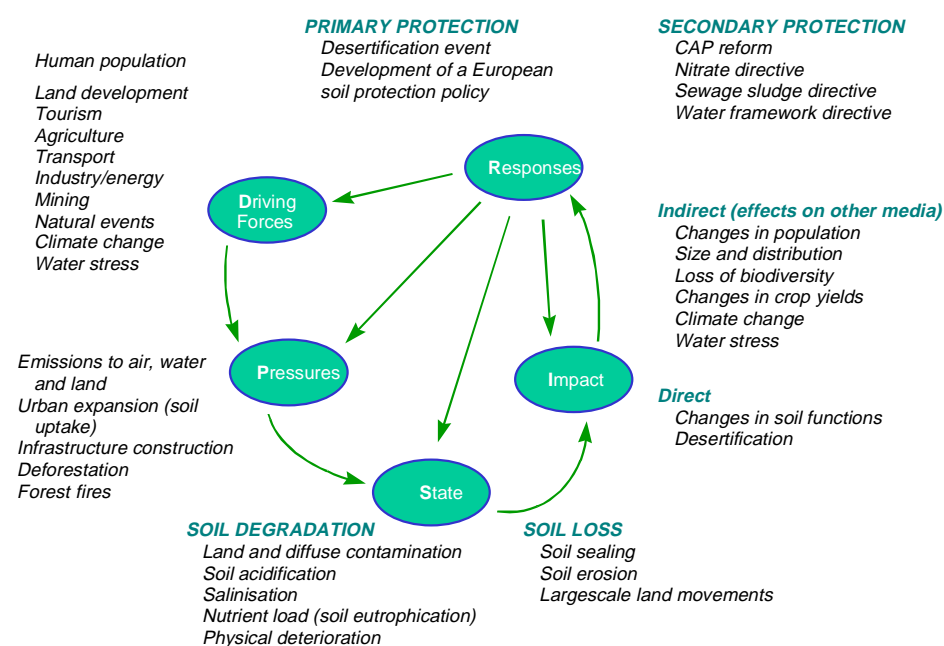 PRIMARY PROTECTION
Desertification event
Development of a European
soil protection policy
SECONDARY PROTECTION
CAP reform
Nitrate directive
Sewage sludge directive
Water framework directive
Human population
Land development
Tourism
Agriculture
Transport
Industry/energy
Mining
Natural events
Climate change
Water stress
Responses
Driving
Forces
Indirect (effects on other media)
Changes in population
Size and distribution
Loss of biodiversity
Changes in crop yields
Climate change
Water stress
Emissions to air, water
and land
Urban expansion (soil
uptake)
Infrastructure construction
Deforestation
Forest fires
Pressures
Impact
Direct
Changes in soil functions
Desertification
State
SOIL DEGRADATION
Land and diffuse contamination
Soil acidification
Salinisation
Nutrient load (soil eutrophication)
Physical deterioration
SOIL LOSS
Soil sealing
Soil erosion
Largescale land movements